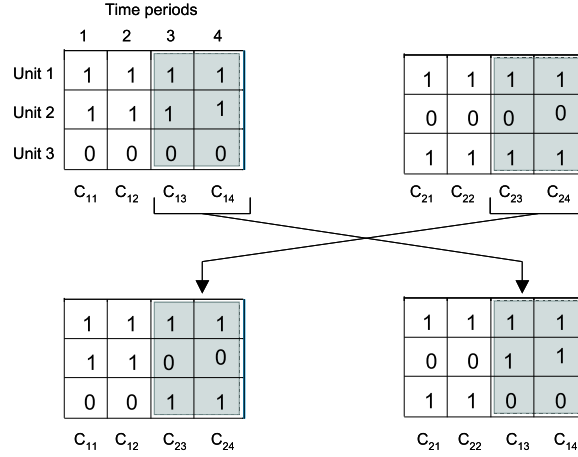 Time periods
1 2 3 4
Unit 1 1 1 1 1 1 1 1 1
Unit 2 1 1 1 1 0 0 0 0
Unit 3 0 0 0 0 1 1 1 1
C11 C12 C13 C14 C21 C22 C23 C24
1 1 1 1 1 1 1 1
1 1 0 0 0 0 1 1
0 0 1 1 1 1 0 0
C11 C12 C23 C24 C21 C22 C13 C14